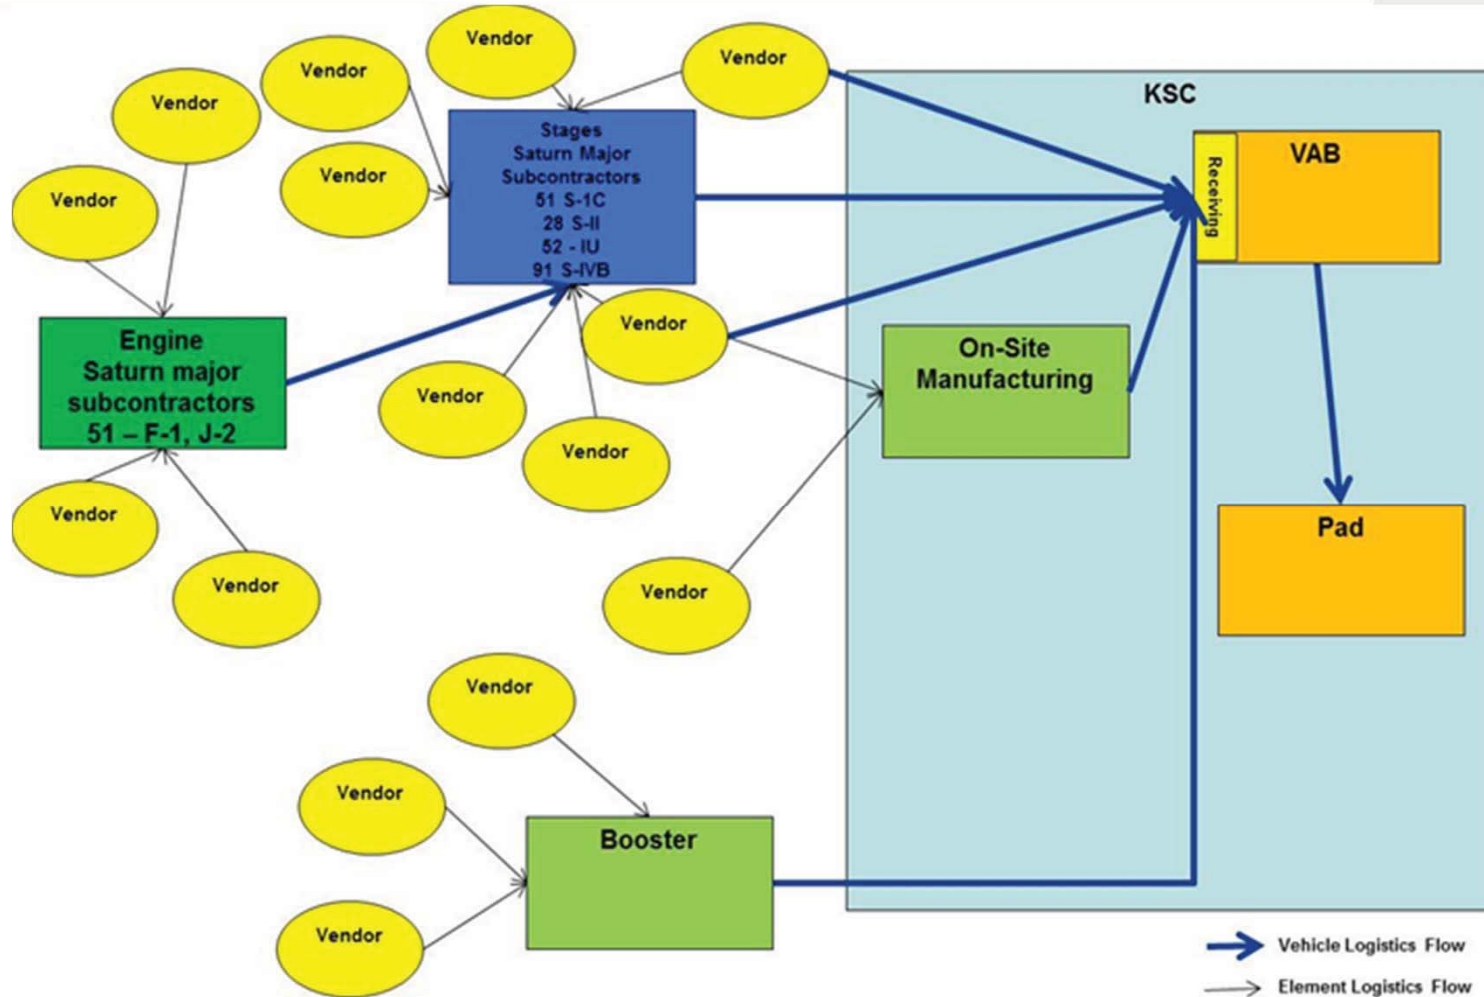 Vendor
Vendor
Vendor
Vendor
Vendor
Vendor
Vendor
Stages
Saturn Major
Subcontractors
51 S-1C
28 S-II
52 - IU
91 S-IVB
KSC
VAB
Receiving
Engine
Saturn major
subcontractors
51 – F-1, J-2
Vendor
Vendor
Vendor
On-Site
Manufacturing
Vendor
Vendor
Vendor
Pad
Vendor
Vendor
Vendor
Booster
Vehicle Logistics Flow
Element Logistics Flow